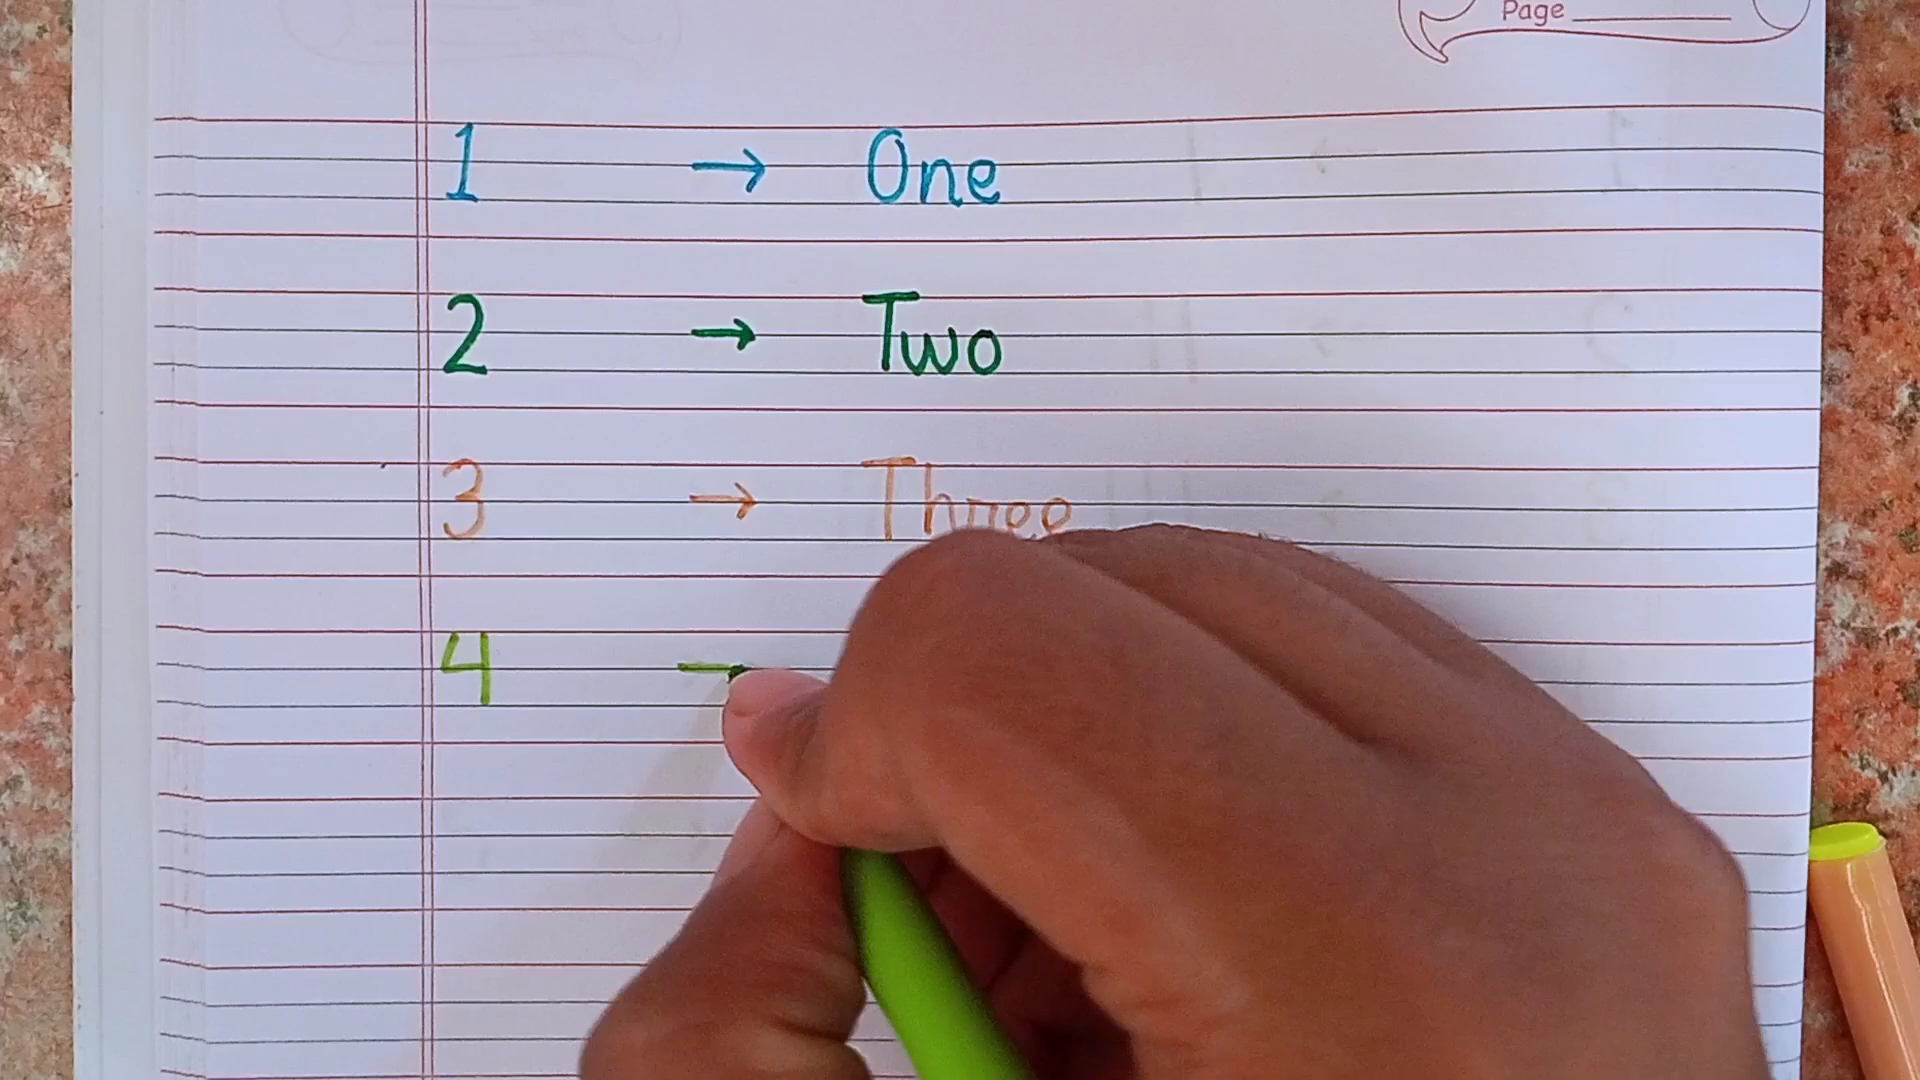 Page
1 → One
2 → Two
3 → Three
4